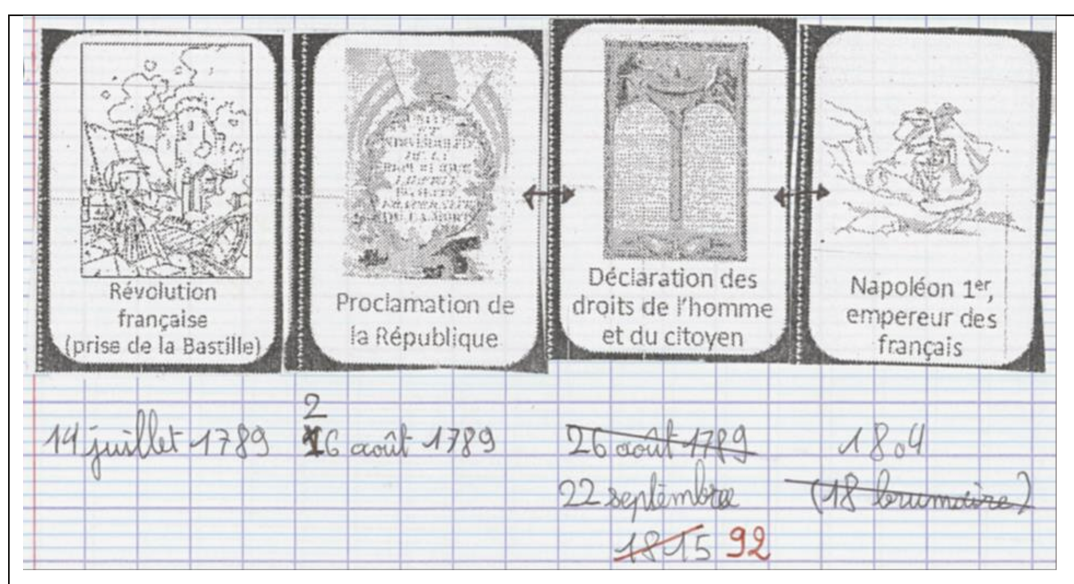 Révolution
française
(prise de la Bastille)
Proclamation de
la République
Déclaration des
droits de l'homme
et du citoyen
Napoléon 1er,
empereur des
français
14 juillet 1789
2
16 août 1789
26 août 1789
22 septembre
1815 92
1804
(18 brumaire)